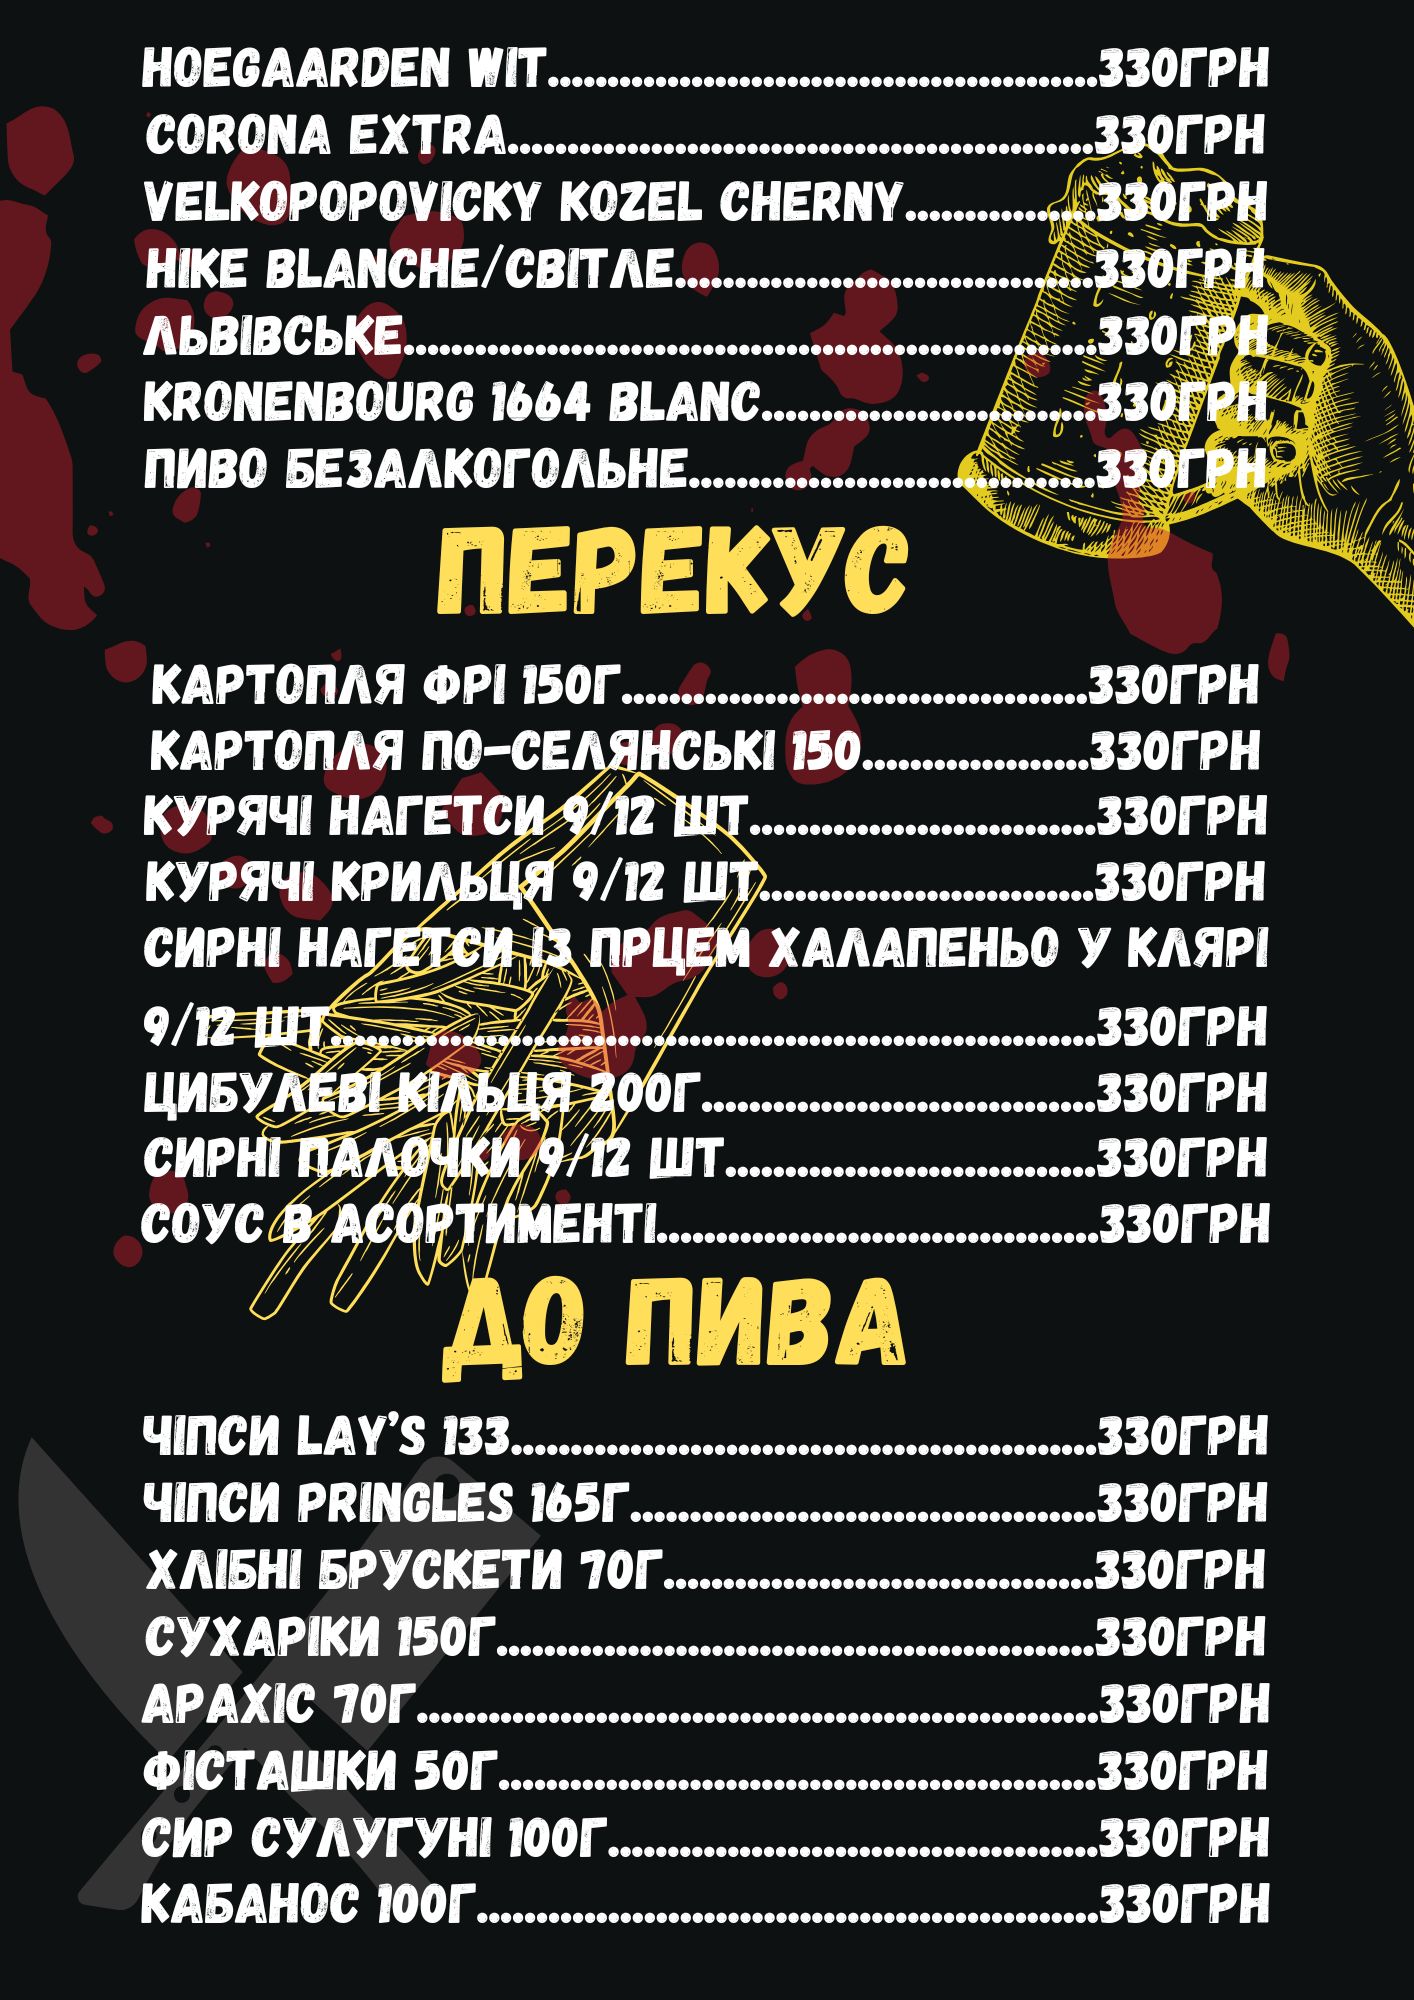 HOEGAARDEN WIT..............................................330ГРН
CORONA EXTRA.................................................330ГРН
VELKOPOPOVICKY KOZEL CHERNY................330ГРН
HIKE BLANCHE/СВІТЛЕ...................................330ГРН
ЛЬВІВСЬКЕ..........................................................330ГРН
KRONENBOURG 1664 BLANC............................330ГРН
ПИВО БЕЗАЛКОГОЛЬНЕ..................................330ГРН
ПЕРЕКУС
КАРТОПЛЯ ФРІ 150Г.......................................330ГРН
КАРТОПЛЯ ПО-СЕЛЯНСЬКІ 150...................330ГРН
КУРЯЧІ НАГЕТСИ 9/12 ШТ.............................330ГРН
КУРЯЧІ КРИЛЬЦЯ 9/12 ШТ............................330ГРН
СИРНІ НАГЕТСИ ІЗ ПРЦЕМ ХАЛАПЕНЬО У КЛЯРІ
9/12 ШТ................................................................330ГРН
ЦИБУЛЕВІ КІЛЬЦЯ 200Г.................................330ГРН
СИРНІ ПАЛОЧКИ 9/12 ШТ...............................330ГРН
СОУС В АСОРТИМЕНТІ.....................................330ГРН
ДО ПИВА
ЧІПСИ LAY'S 133.................................................330ГРН
ЧІПСИ PRINGLES 165Г.......................................330ГРН
ХЛІБНІ БРУСКЕТИ 70Г....................................330ГРН
СУХАРІКИ 150Г..................................................330ГРН
АРАХІС 70Г.........................................................330ГРН
ФІСТАШКИ 50Г..................................................330ГРН
СИР СУЛУГУНІ 100Г.........................................330ГРН
КАБАНОС 100Г....................................................330ГРН